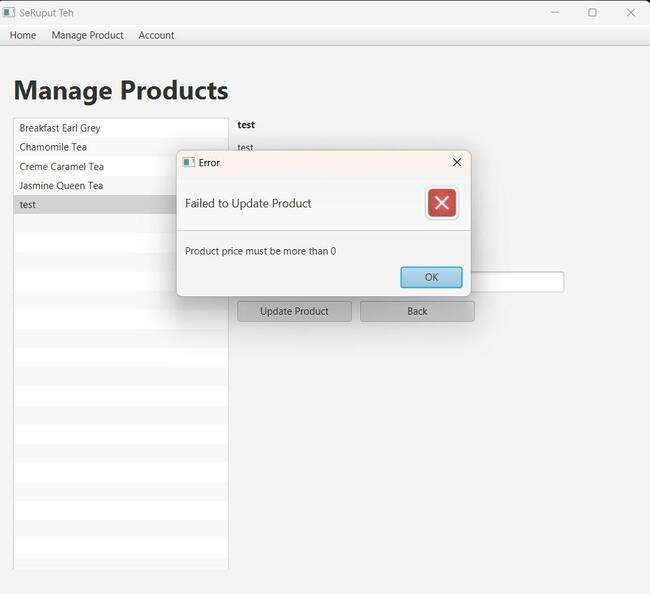 SeRuput Teh
Home Manage Product Account
Manage Products
Breakfast Earl Grey
Chamomile Tea
Creme Caramel Tea
Jasmine Queen Tea
test
test
test
Error
Failed to Update Product
Product price must be more than 0
OK
Update Product Back